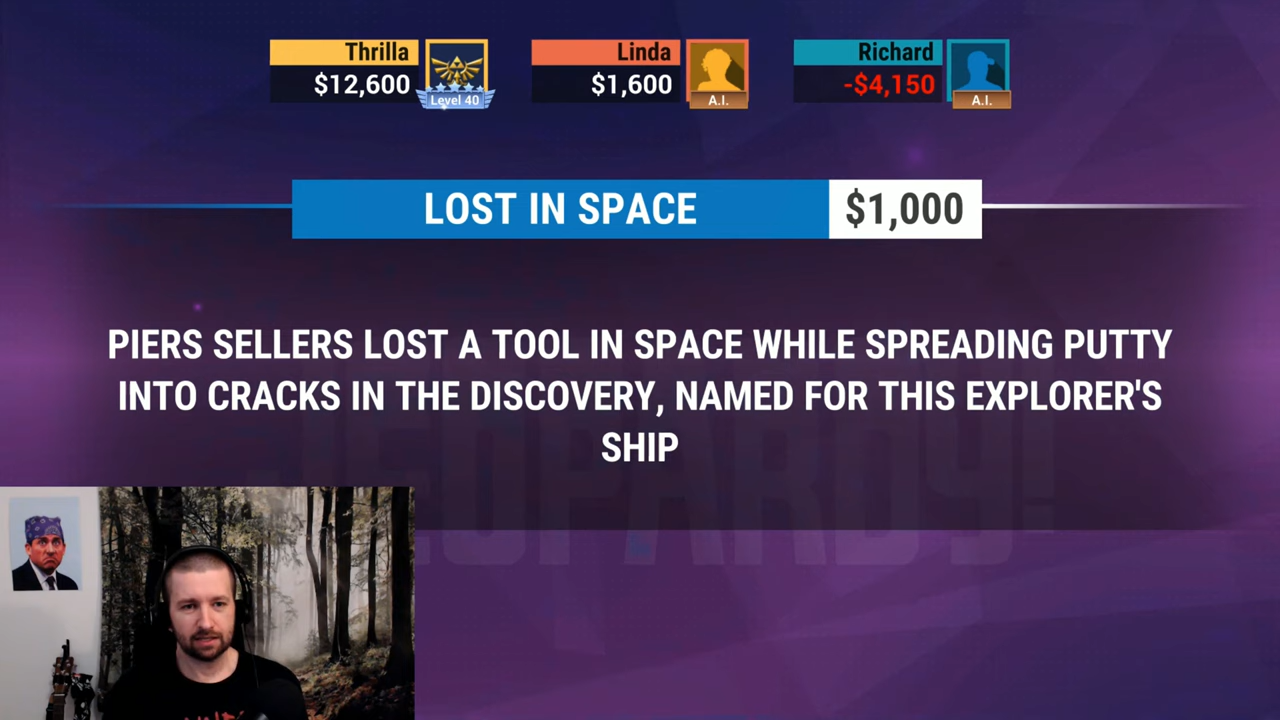 Thrilla
$12,600
Level 40
Linda
$1,600
A.I.
Richard
-$4,150
A.I.
LOST IN SPACE $1,000
PIERS SELLERS LOST A TOOL IN SPACE WHILE SPREADING PUTTY
INTO CRACKS IN THE DISCOVERY, NAMED FOR THIS EXPLORER'S
SHIP
JEOPARDY!